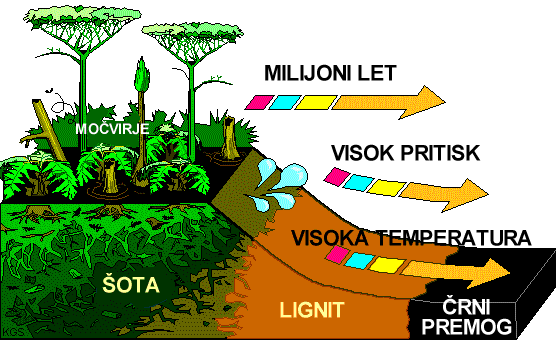 MILIJONI LET
MOČVIRJE
VISOK PRITISK
VISOKA TEMPERATURA
ŠOTA
LIGNIT
ČRNI
PREMOG
KGS